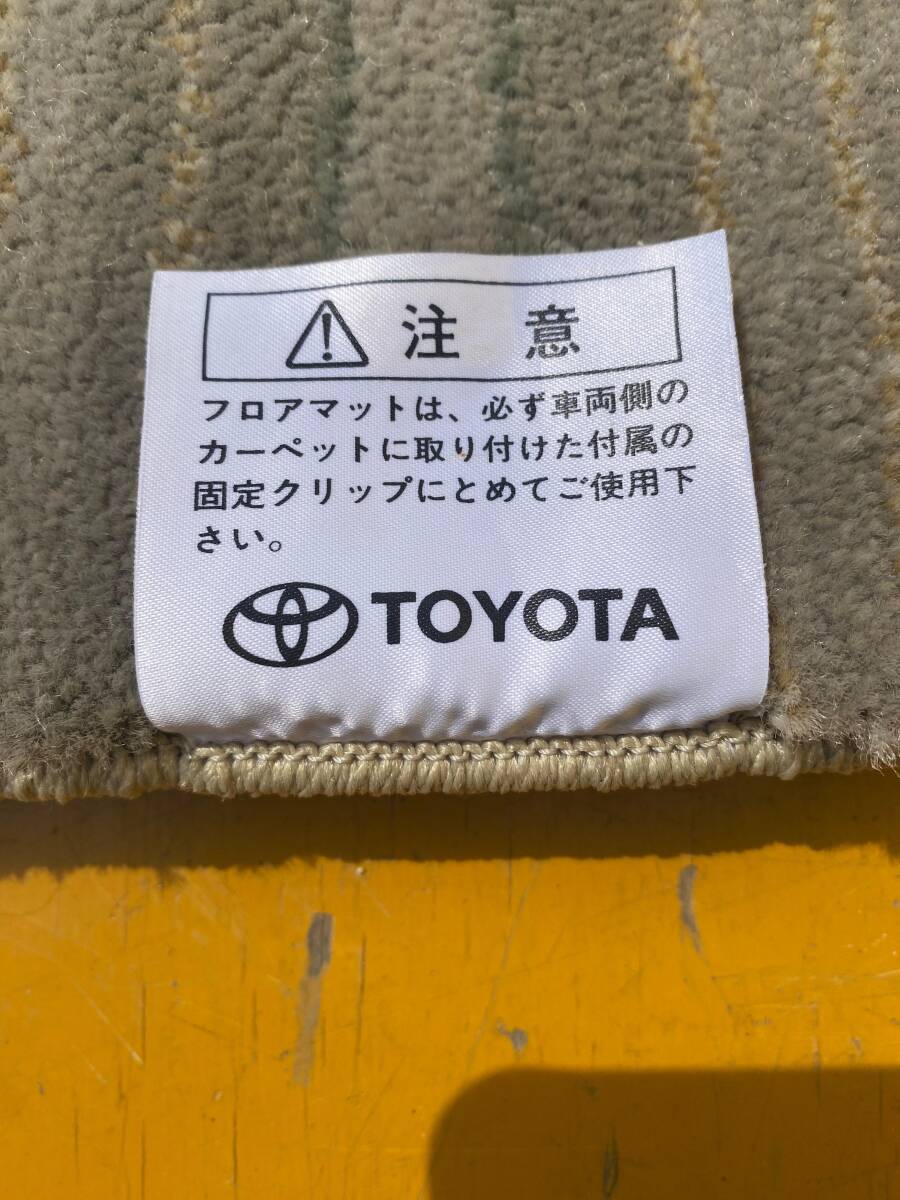 注意
フロアマットは、必ず車両側の
カーペットに取り付けた付属の
固定クリップにとめてご使用下
さい。
TOYOTA